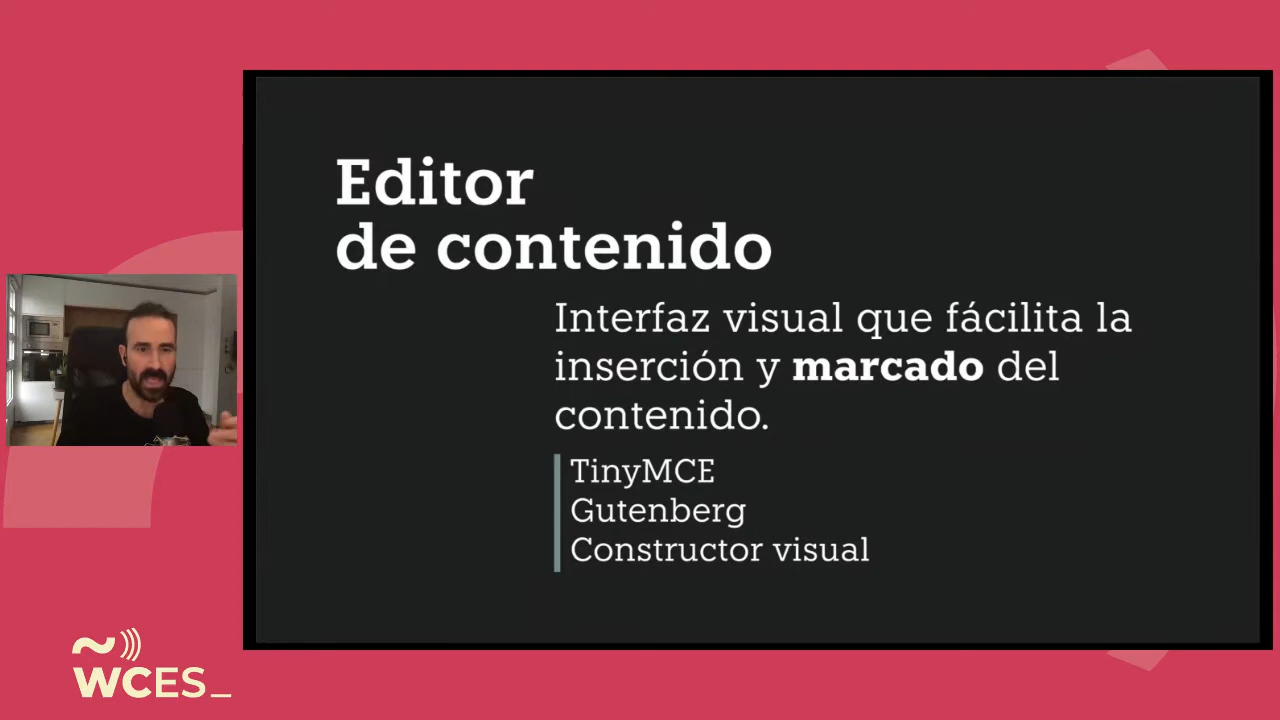 Editor
de contenido
Interfaz visual que fácilita la
inserción y marcado del
contenido.
TinyMCE
Gutenberg
Constructor visual
WCES_